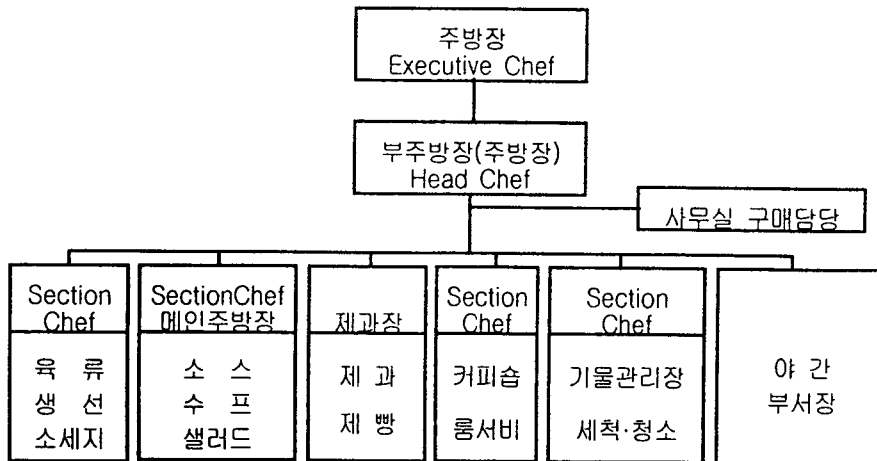 주방장
Executive Chef
부주방장(주방장)
Head Chef
사무실 구매담당
Section
Chef
육 류
생 선
소세지
SectionChef
메인주방장
소 스
수 프
샐러드
제과장
제 과
제 빵
Section
Chef
커피숍
룸서비
Section
Chef
기물관리장
세척·청소
야 간
부서장